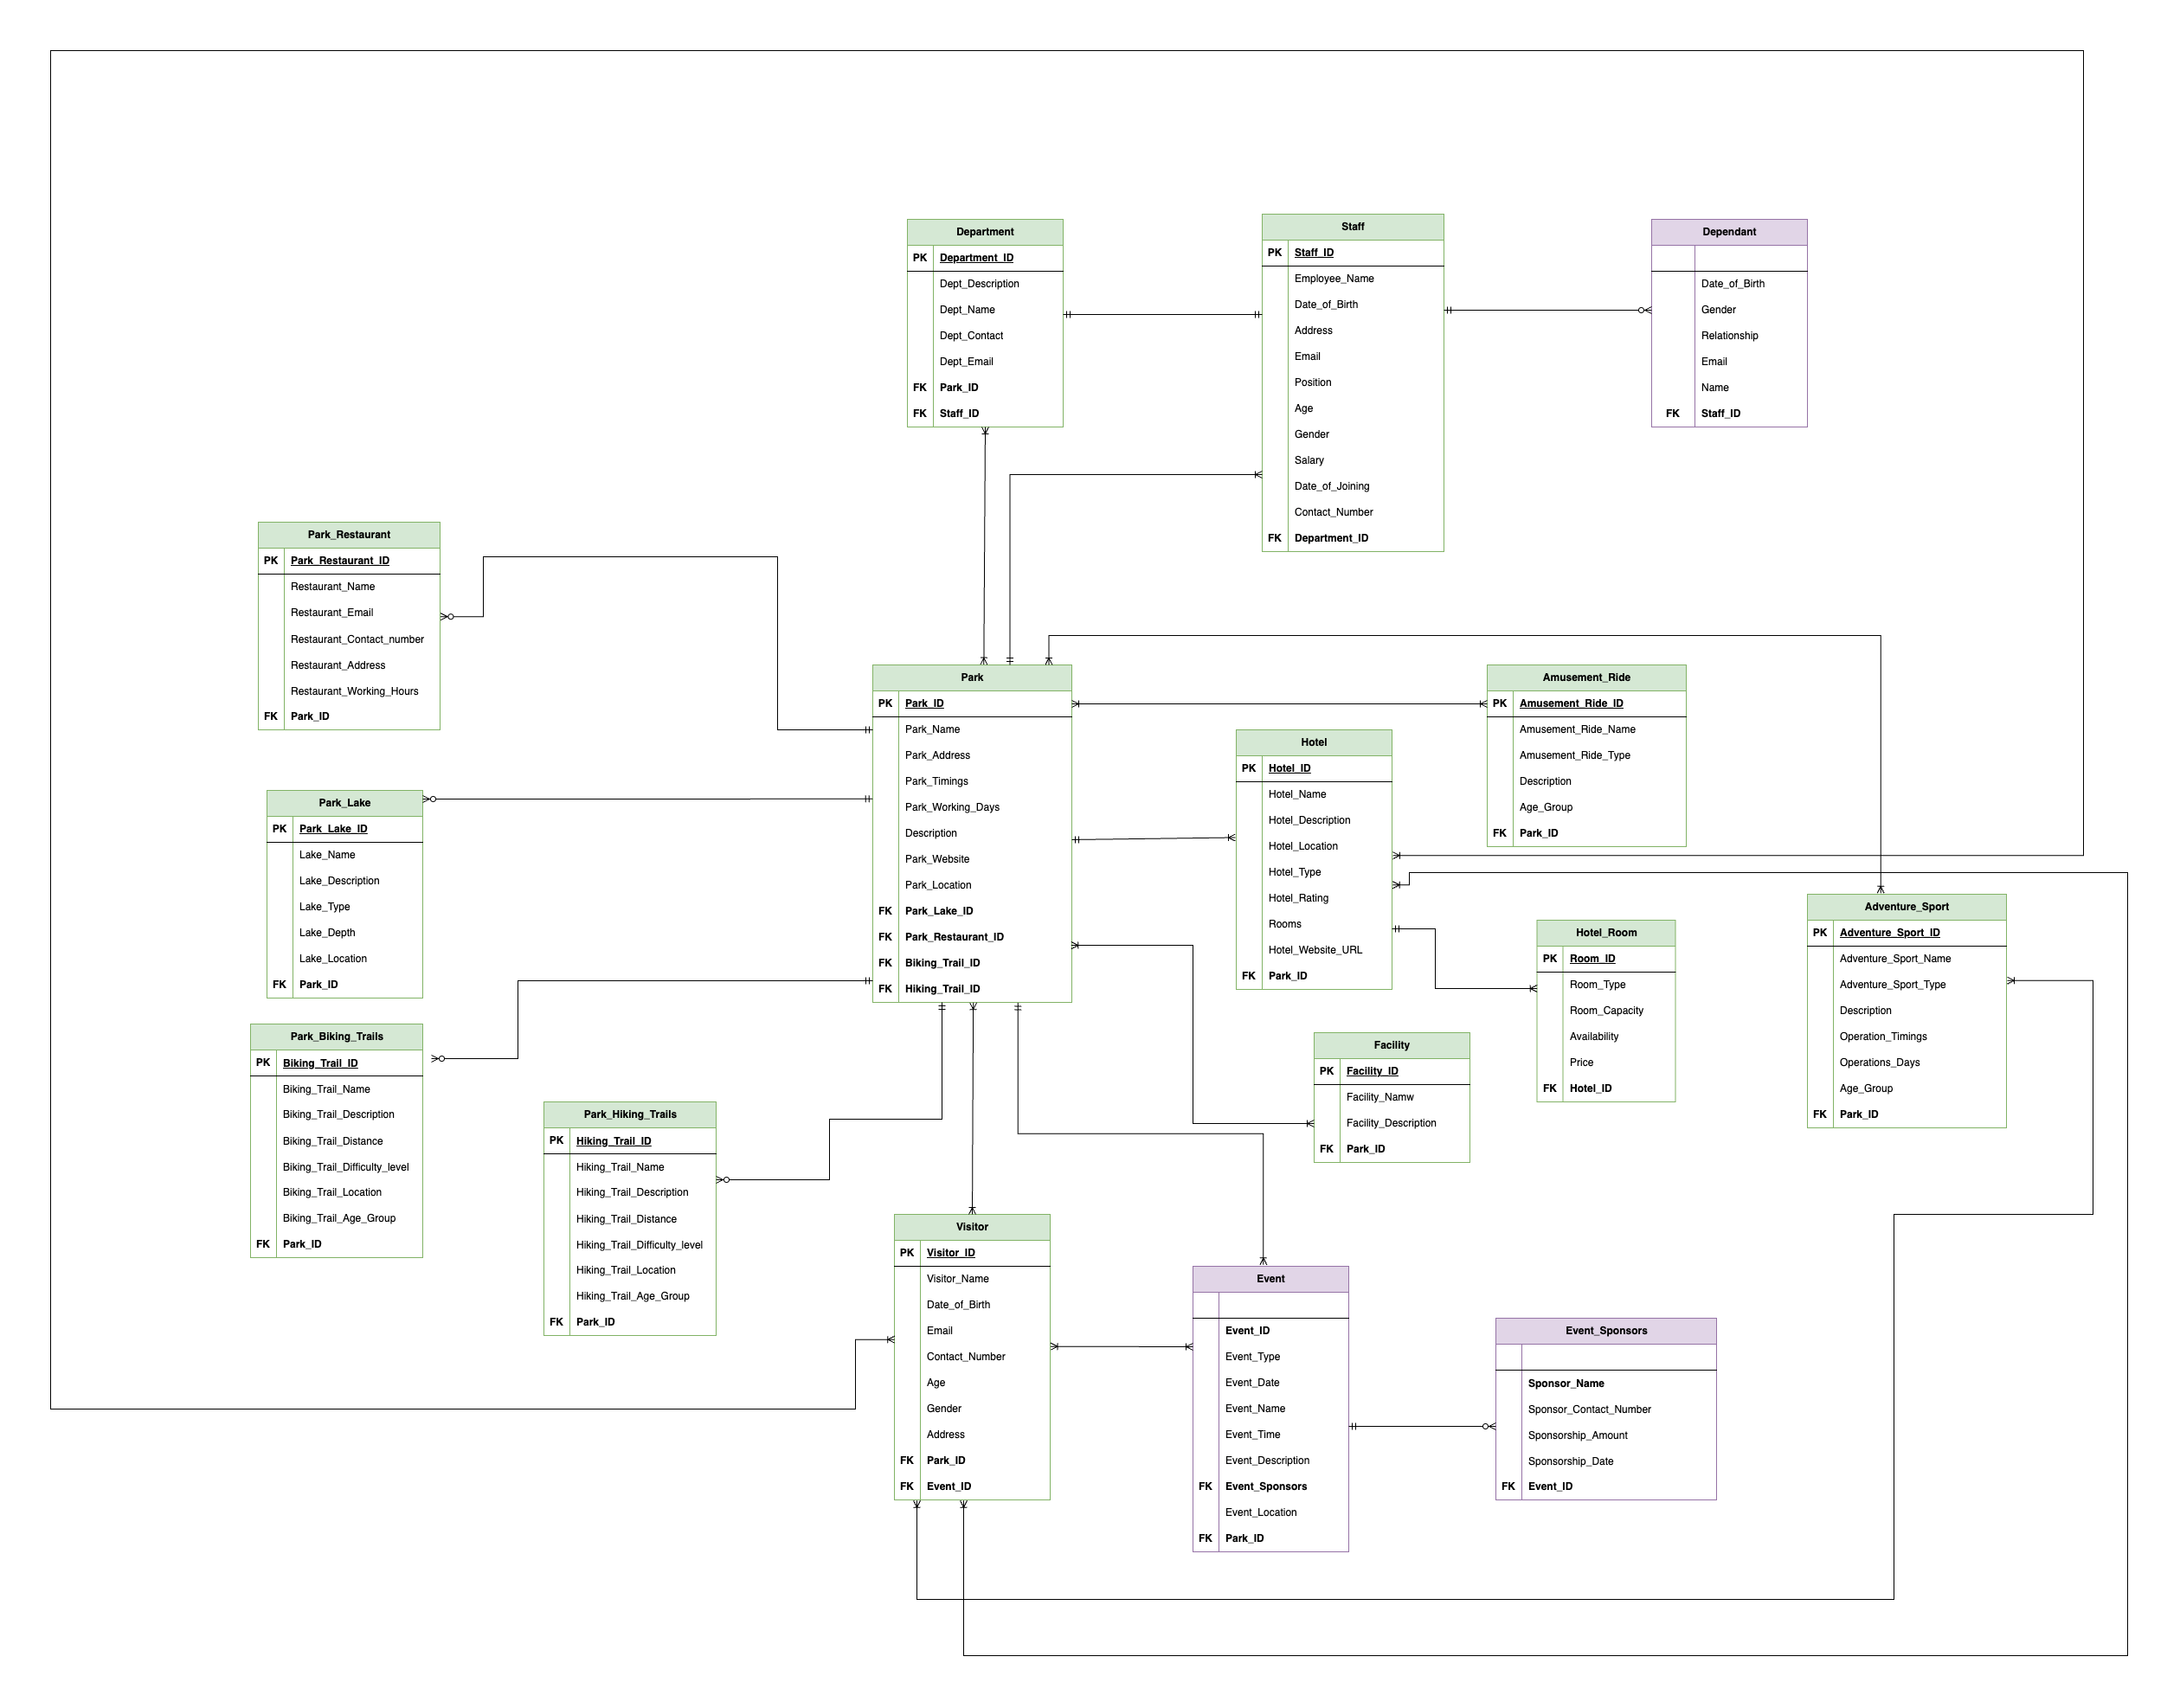 Department
PK Department_ID
Dept_Description
Dept_Name
Dept_Contact
Dept_Email
FK Park_ID
FK Staff_ID
Staff
PK Staff_ID
Employee_Name
Date_of_Birth
Address
Email
Position
Age
Gender
Salary
Date_of_Joining
Contact_Number
FK Department_ID
Dependant
Date_of_Birth
Gender
Relationship
Email
Name
FK Staff_ID
Park_Restaurant
PK Park_Restaurant_ID
Restaurant_Name
Restaurant_Email
Restaurant_Contact_number
Restaurant_Address
Restaurant_Working_Hours
FK Park_ID
Park
PK Park_ID
Park_Name
Park_Address
Park_Timings
Park_Working_Days
Description
Park_Website
Park_Location
FK Park_Lake_ID
FK Park_Restaurant_ID
FK Biking_Trail_ID
FK Hiking_Trail_ID
Amusement_Ride
PK Amusement_Ride_ID
Amusement_Ride_Name
Amusement_Ride_Type
Description
Age_Group
FK Park_ID
Hotel
PK Hotel_ID
Hotel_Name
Hotel_Description
Hotel_Location
Hotel_Type
Hotel_Rating
Rooms
Hotel_Website_URL
FK Park_ID
Park_Lake
PK Park_Lake_ID
Lake_Name
Lake_Description
Lake_Type
Lake_Depth
Lake_Location
FK Park_ID
Adventure_Sport
PK Adventure_Sport_ID
Adventure_Sport_Name
Adventure_Sport_Type
Description
Operation_Timings
Operations_Days
Age_Group
FK Park_ID
Hotel_Room
PK Room_ID
Room_Type
Room_Capacity
Availability
Price
FK Hotel_ID
Park_Biking_Trails
PK Biking_Trail_ID
Biking_Trail_Name
Biking_Trail_Description
Biking_Trail_Distance
Biking_Trail_Difficulty_level
Biking_Trail_Location
Biking_Trail_Age_Group
FK Park_ID
Facility
PK Facility_ID
Facility_Namw
Facility_Description
FK Park_ID
Park_Hiking_Trails
PK Hiking_Trail_ID
Hiking_Trail_Name
Hiking_Trail_Description
Hiking_Trail_Distance
Hiking_Trail_Difficulty_level
Hiking_Trail_Location
Hiking_Trail_Age_Group
FK Park_ID
Visitor
PK Visitor_ID
Visitor_Name
Date_of_Birth
Email
Contact_Number
Age
Gender
Address
FK Park_ID
FK Event_ID
Event
Event_ID
Event_Type
Event_Date
Event_Name
Event_Time
Event_Description
FK Event_Sponsors
Event_Location
FK Park_ID
Event_Sponsors
Sponsor_Name
Sponsor_Contact_Number
Sponsorship_Amount
Sponsorship_Date
FK Event_ID